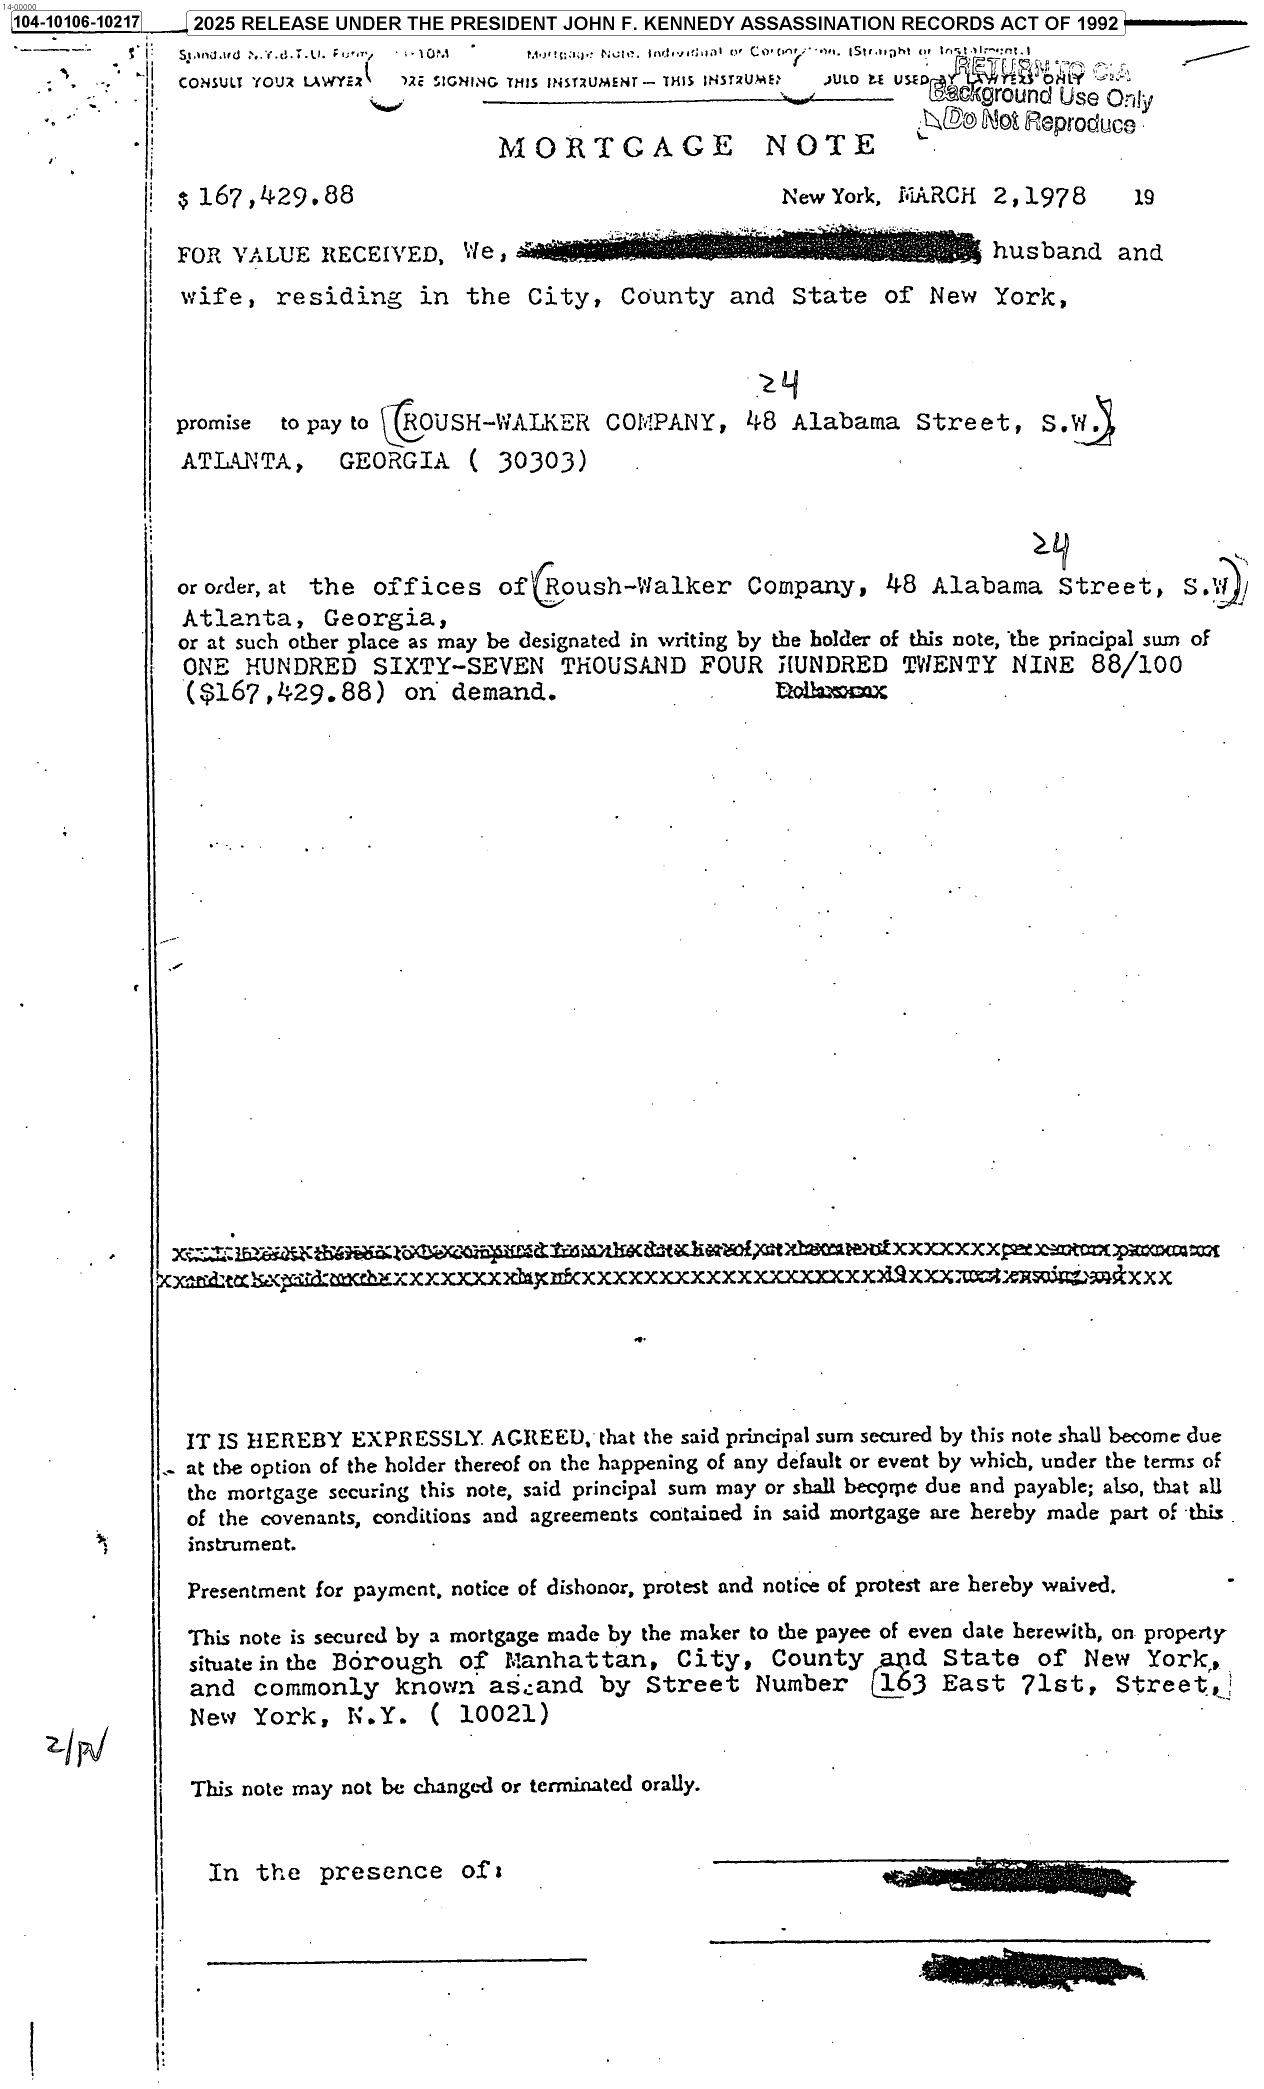 14-00000
104-10106-10217
2025 RELEASE UNDER THE PRESIDENT JOHN F. KENNEDY ASSASSINATION RECORDS ACT OF 1992
Standard N.Y.B.T.U. Form -10M Mortgage Note, Individual or Corporation. (Straight or Instalment.)
CONSULT YOUR LAWYER SIGNING THIS INSTRUMENT — THIS USED BY LAWYERS ONLY
RETURN TO CIA
Background Use Only
Do Not Reproduce
MORTGAGE NOTE
$ 167,429.88 New York, MARCH 2,1978 19
FOR VALUE RECEIVED, We, husband and
wife, residing in the City, County and State of New York,
24
promise to pay to (ROUSH-WALKER COMPANY, 48 Alabama Street, S.W.),
ATLANTA, GEORGIA ( 30303)
24
or order, at the offices of (Roush-Walker Company, 48 Alabama Street, S.W.)
Atlanta, Georgia,
or at such other place as may be designated in writing by the holder of this note, the principal sum of
ONE HUNDRED SIXTY-SEVEN THOUSAND FOUR HUNDRED TWENTY NINE 88/100
($167,429.88) on demand.
IT IS HEREBY EXPRESSLY AGREED, that the said principal sum secured by this note shall become due
at the option of the holder thereof on the happening of any default or event by which, under the terms of
the mortgage securing this note, said principal sum may or shall become due and payable; also, that all
of the covenants, conditions and agreements contained in said mortgage are hereby made part of this
instrument.
Presentment for payment, notice of dishonor, protest and notice of protest are hereby waived.
This note is secured by a mortgage made by the maker to the payee of even date herewith, on property
situate in the Borough of Manhattan, City, County and State of New York,
and commonly known as and by Street Number (163 East 71st, Street,
New York, N.Y. ( 10021)
This note may not be changed or terminated orally.
In the presence of: